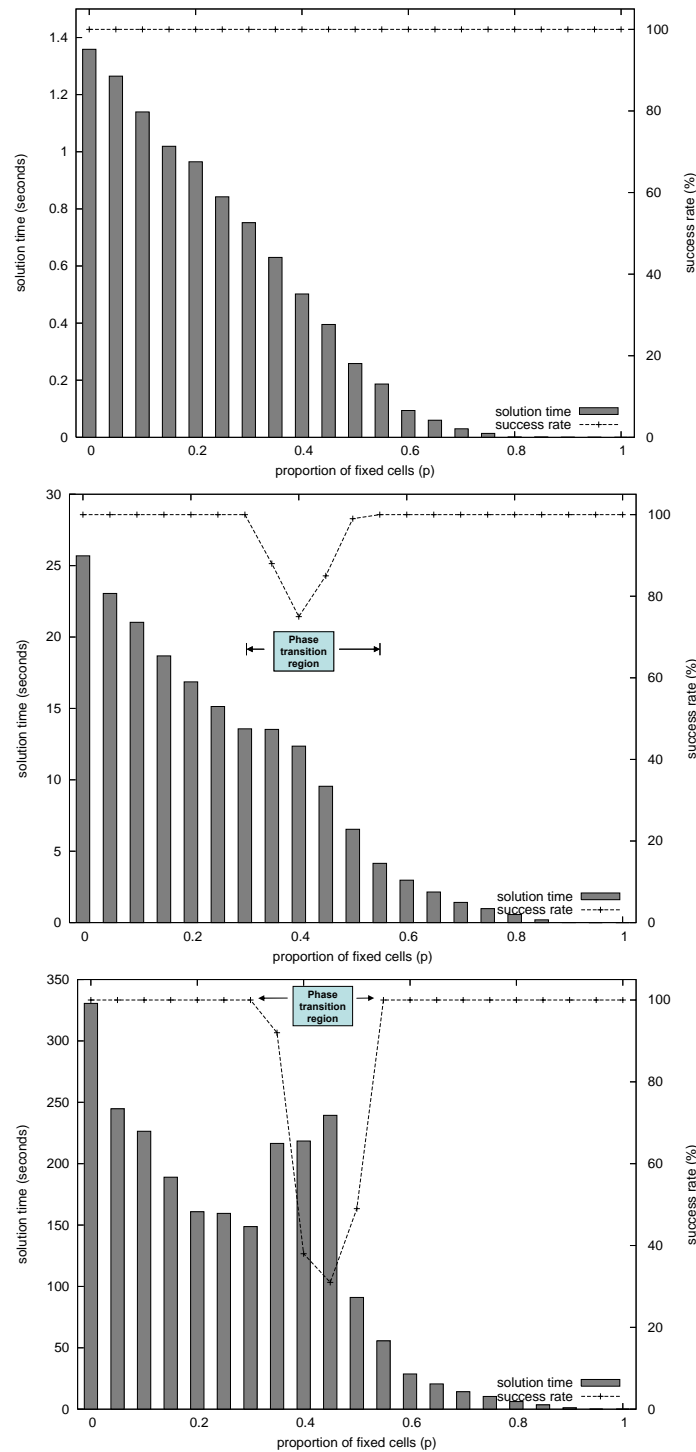 1.4
1.2
1
0.8
0.6
0.4
0.2
0
solution time (seconds)
100
80
60
40
20
0
success rate (%)
solution time
success rate
0 0.2 0.4 0.6 0.8 1
proportion of fixed cells (p)
30
25
20
15
10
5
0
solution time (seconds)
100
80
60
40
20
0
success rate (%)
Phase
transition
region
solution time
success rate
0 0.2 0.4 0.6 0.8 1
proportion of fixed cells (p)
350
300
250
200
150
100
50
0
solution time (seconds)
100
80
60
40
20
0
success rate (%)
Phase
transition
region
solution time
success rate
0 0.2 0.4 0.6 0.8 1
proportion of fixed cells (p)